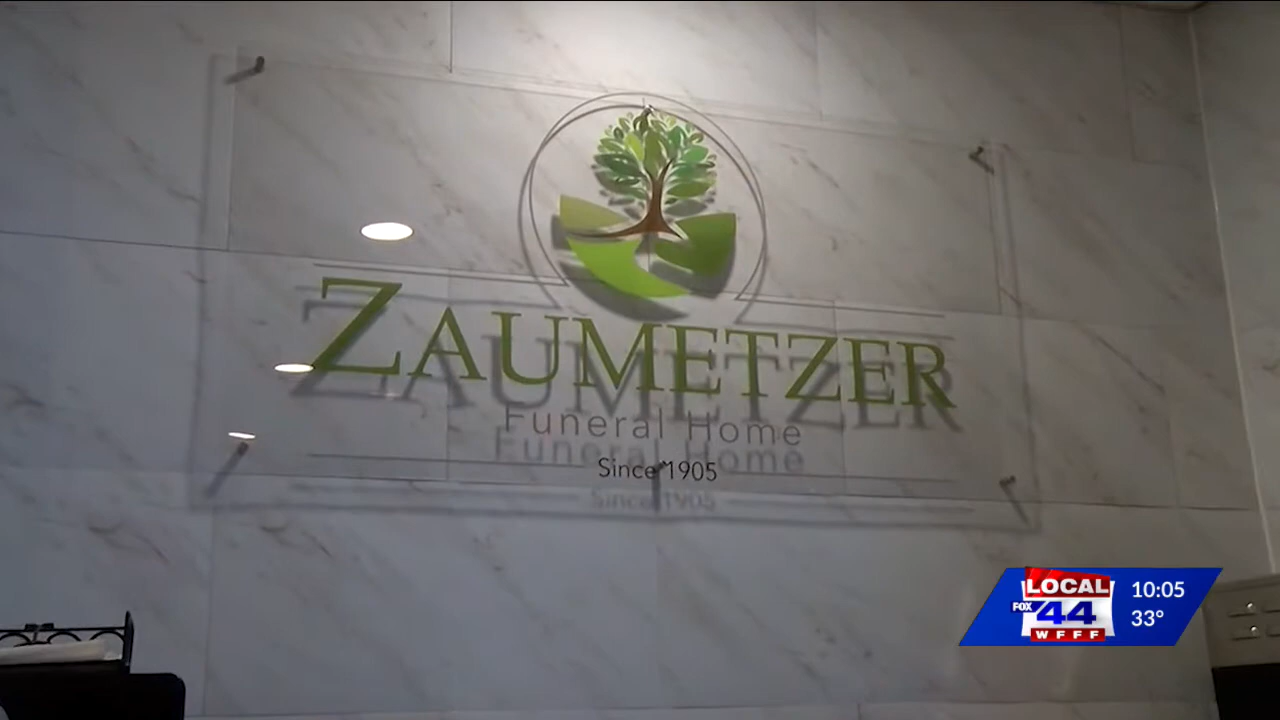 ZAUMETZER
Funeral Home
Since 1905
LOCAL
FOX 44
WFFF
10:05
33°